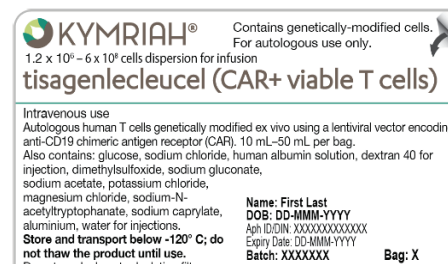 KYMRIAH®
Contains genetically-modified cells.
For autologous use only.
1.2 x 10⁶ – 6 x 10⁸ cells dispersion for infusion
tisagenlecleucel (CAR+ viable T cells)
Intravenous use
Autologous human T cells genetically modified ex vivo using a lentiviral vector encodin
anti-CD19 chimeric antigen receptor (CAR). 10 mL–50 mL per bag.
Also contains: glucose, sodium chloride, human albumin solution, dextran 40 for
injection, dimethylsulfoxide, sodium gluconate,
sodium acetate, potassium chloride,
magnesium chloride, sodium-N-
acetyltryptophanate, sodium caprylate,
aluminium, water for injections.
Store and transport below -120° C; do
not thaw the product until use.
Name: First Last
DOB: DD-MMM-YYYY
Aph ID/DIN: XXXXXXXXXXXXX
Expiry Date: DD-MMM-YYYY
Batch: XXXXXXX Bag: X